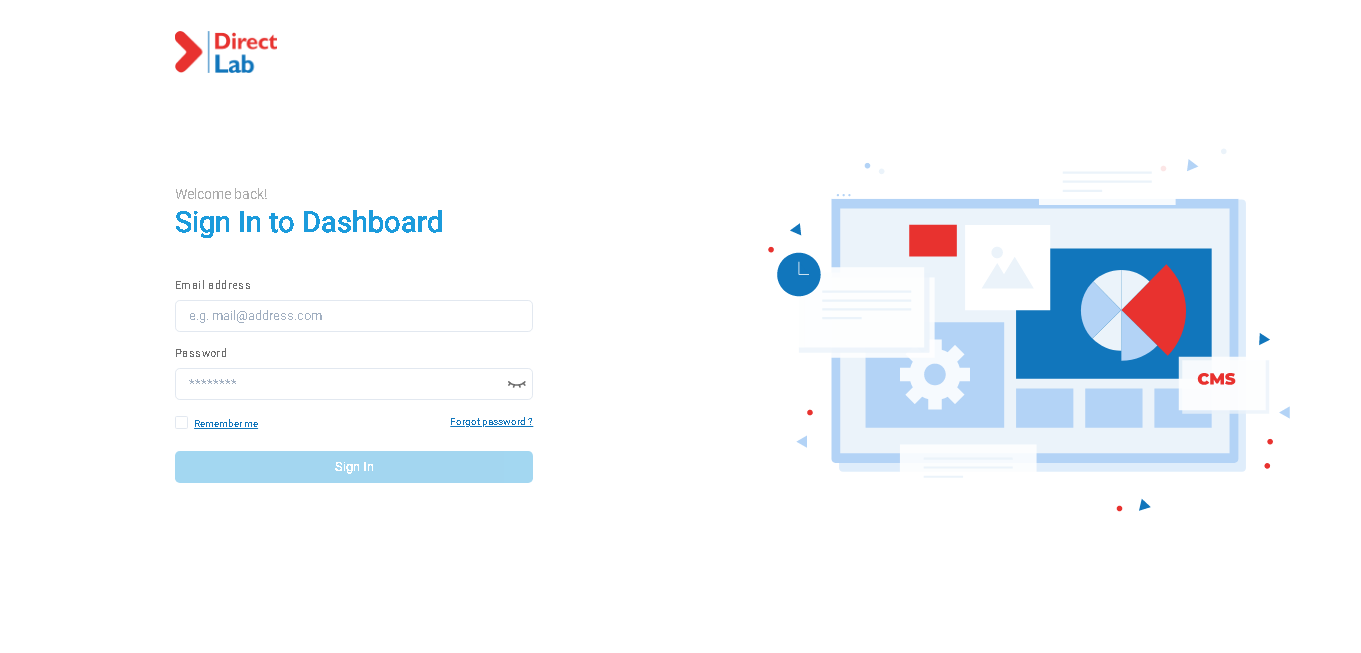 Direct
Lab
Welcome back!
Sign In to Dashboard
Email address
e.g. mail@address.com
Password
********
Remember me
Forgot password ?
Sign In
CMS